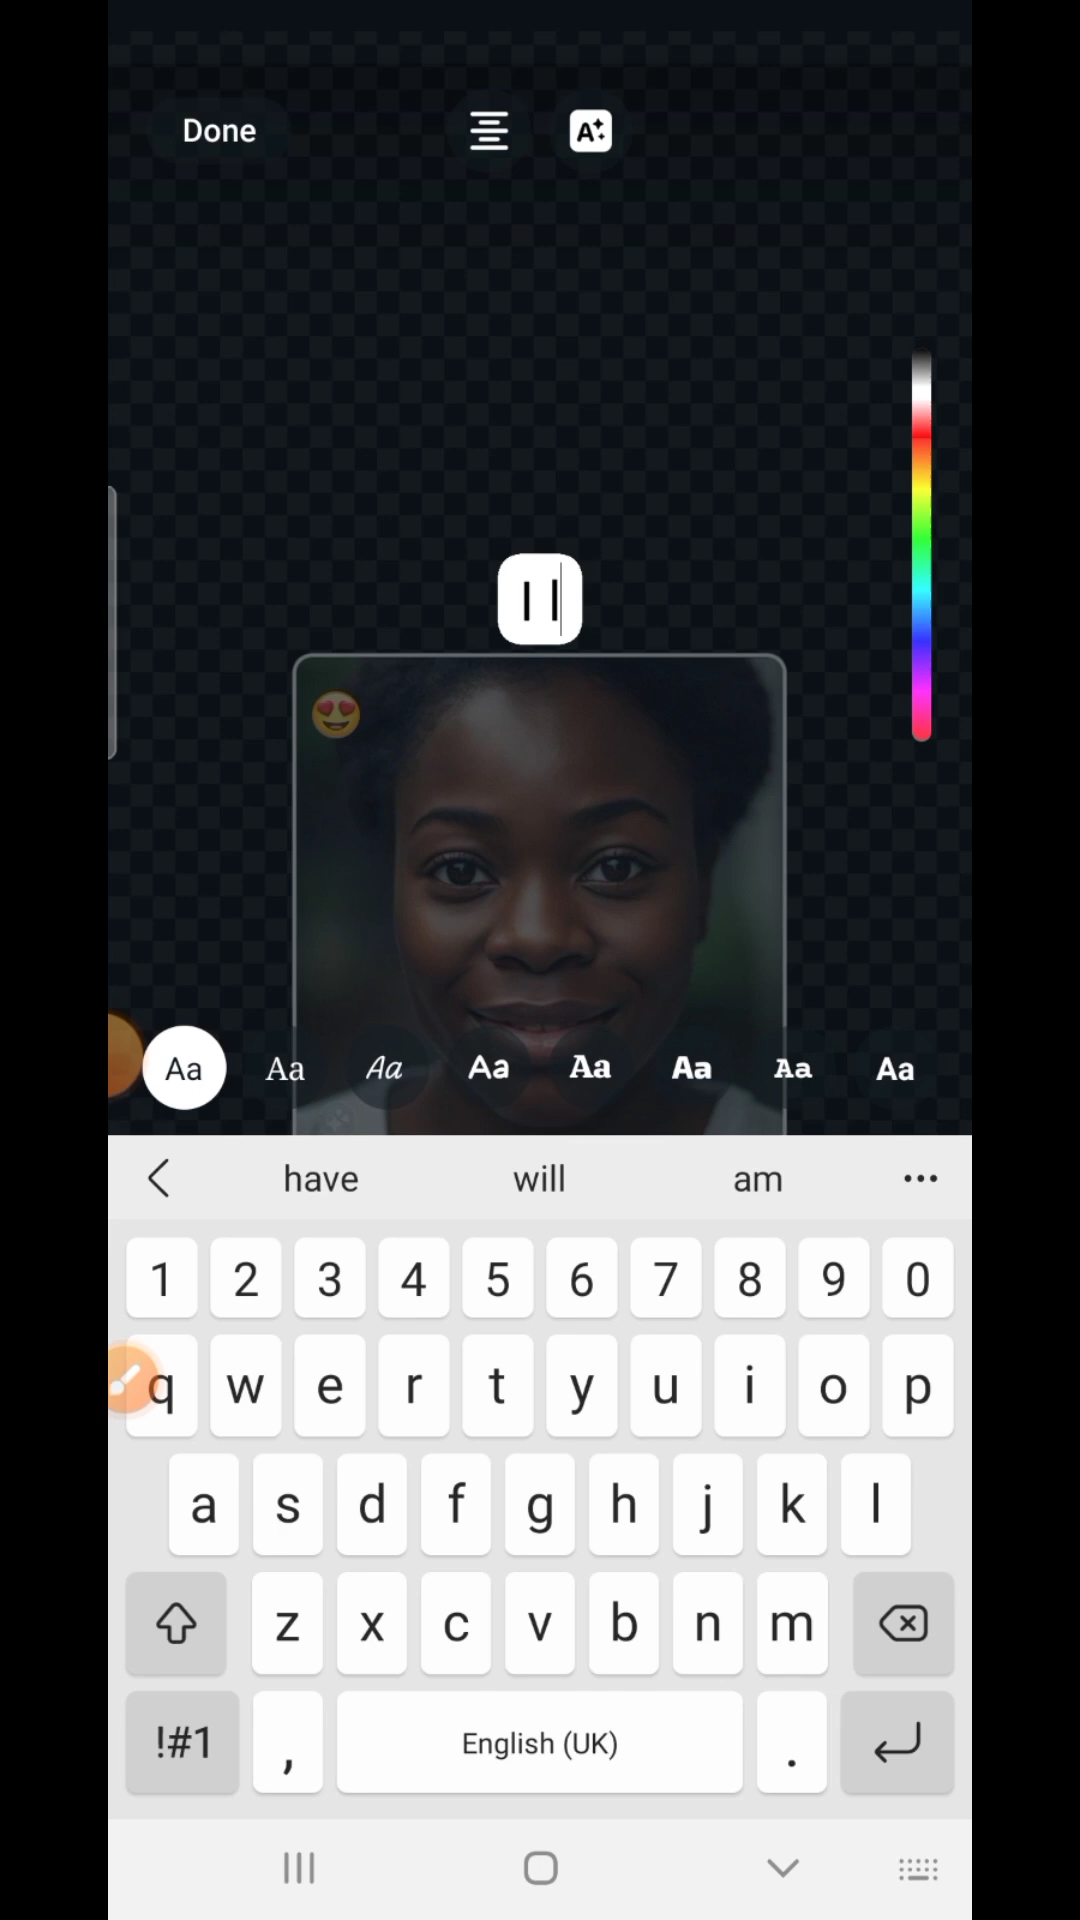 Done
A
I I
Aa Aa Aa Aa Aa Aa Aa Aa
have will am
1 2 3 4 5 6 7 8 9 0
q w e r t y u i o p
a s d f g h j k l
z x c v b n m
!#1 , English (UK) .